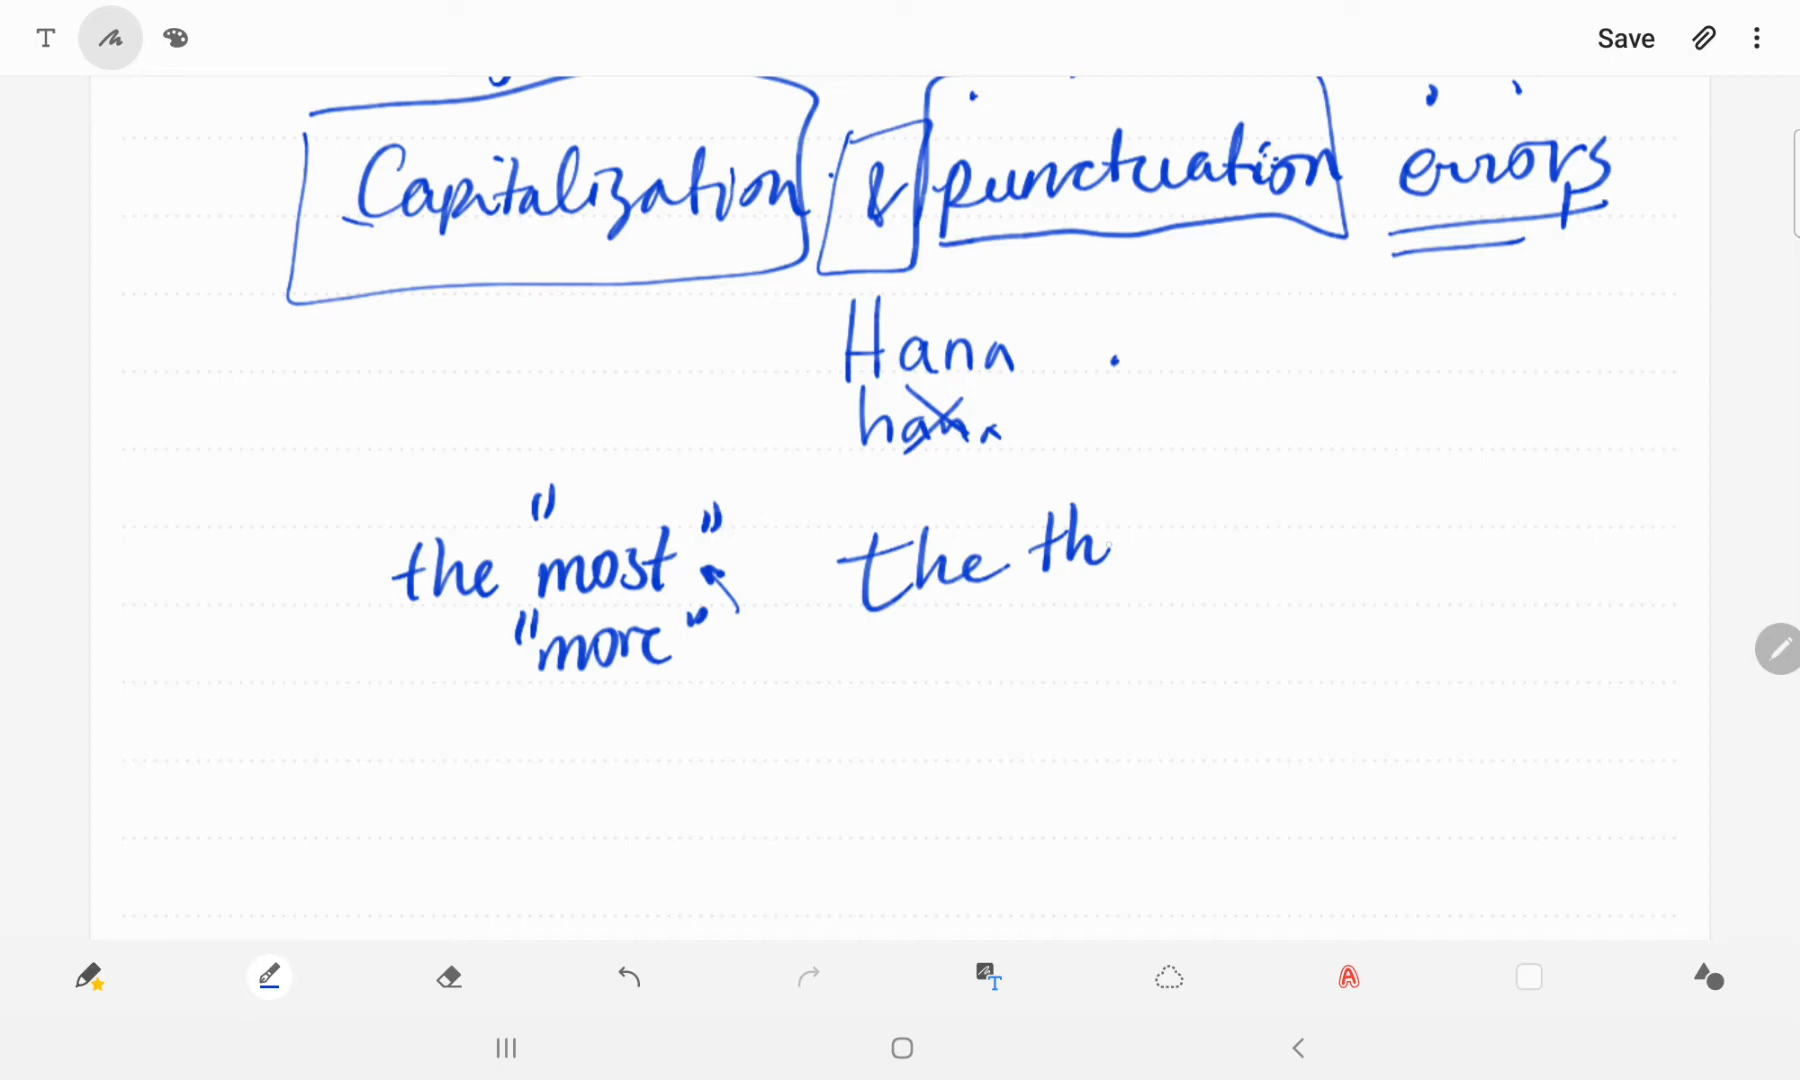 Save
Capitalization & punctuation errors
Hana .
hana
the "most" the th
"more"